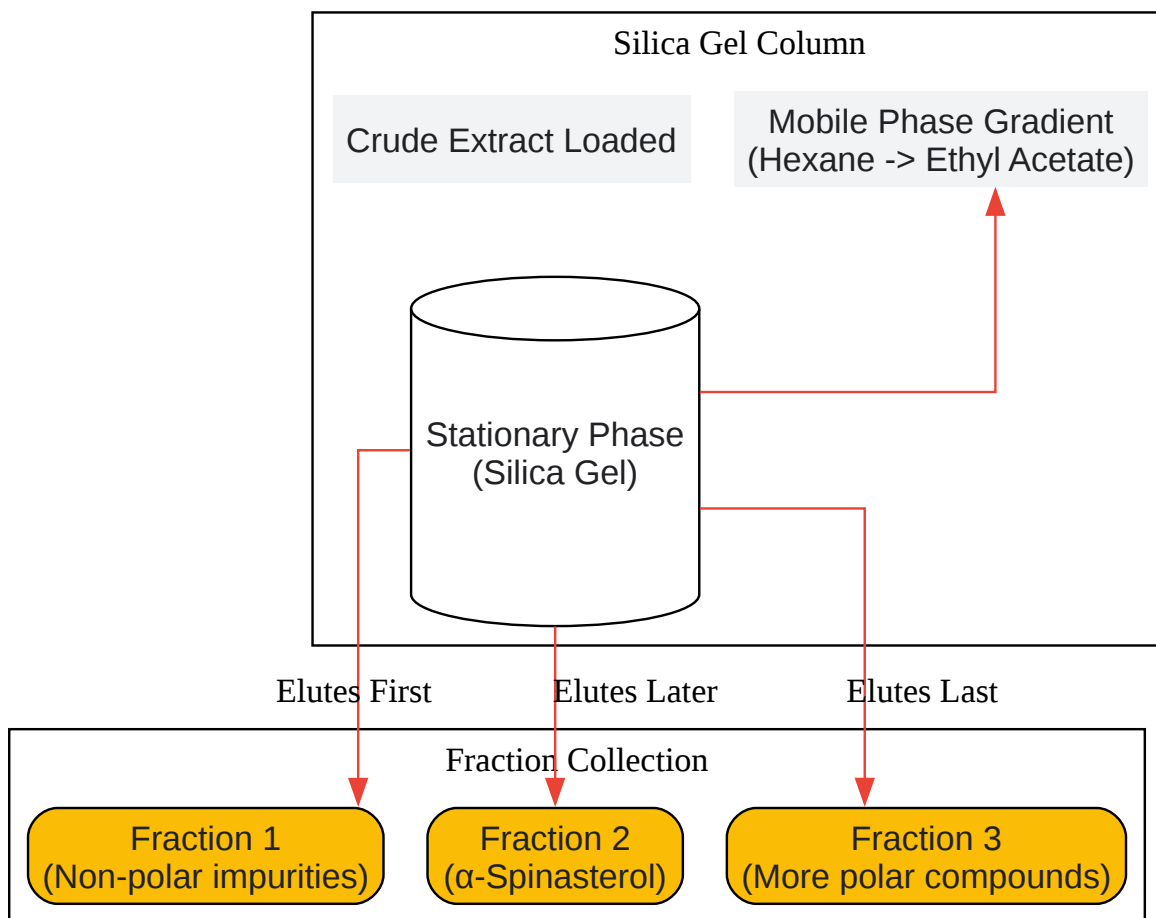 Silica Gel Column
Crude Extract Loaded
Mobile Phase Gradient
(Hexane -> Ethyl Acetate)
Stationary Phase
(Silica Gel)
Elutes First
Elutes Later
Elutes Last
Fraction Collection
Fraction 1
(Non-polar impurities)
Fraction 2
(α-Spinasterol)
Fraction 3
(More polar compounds)